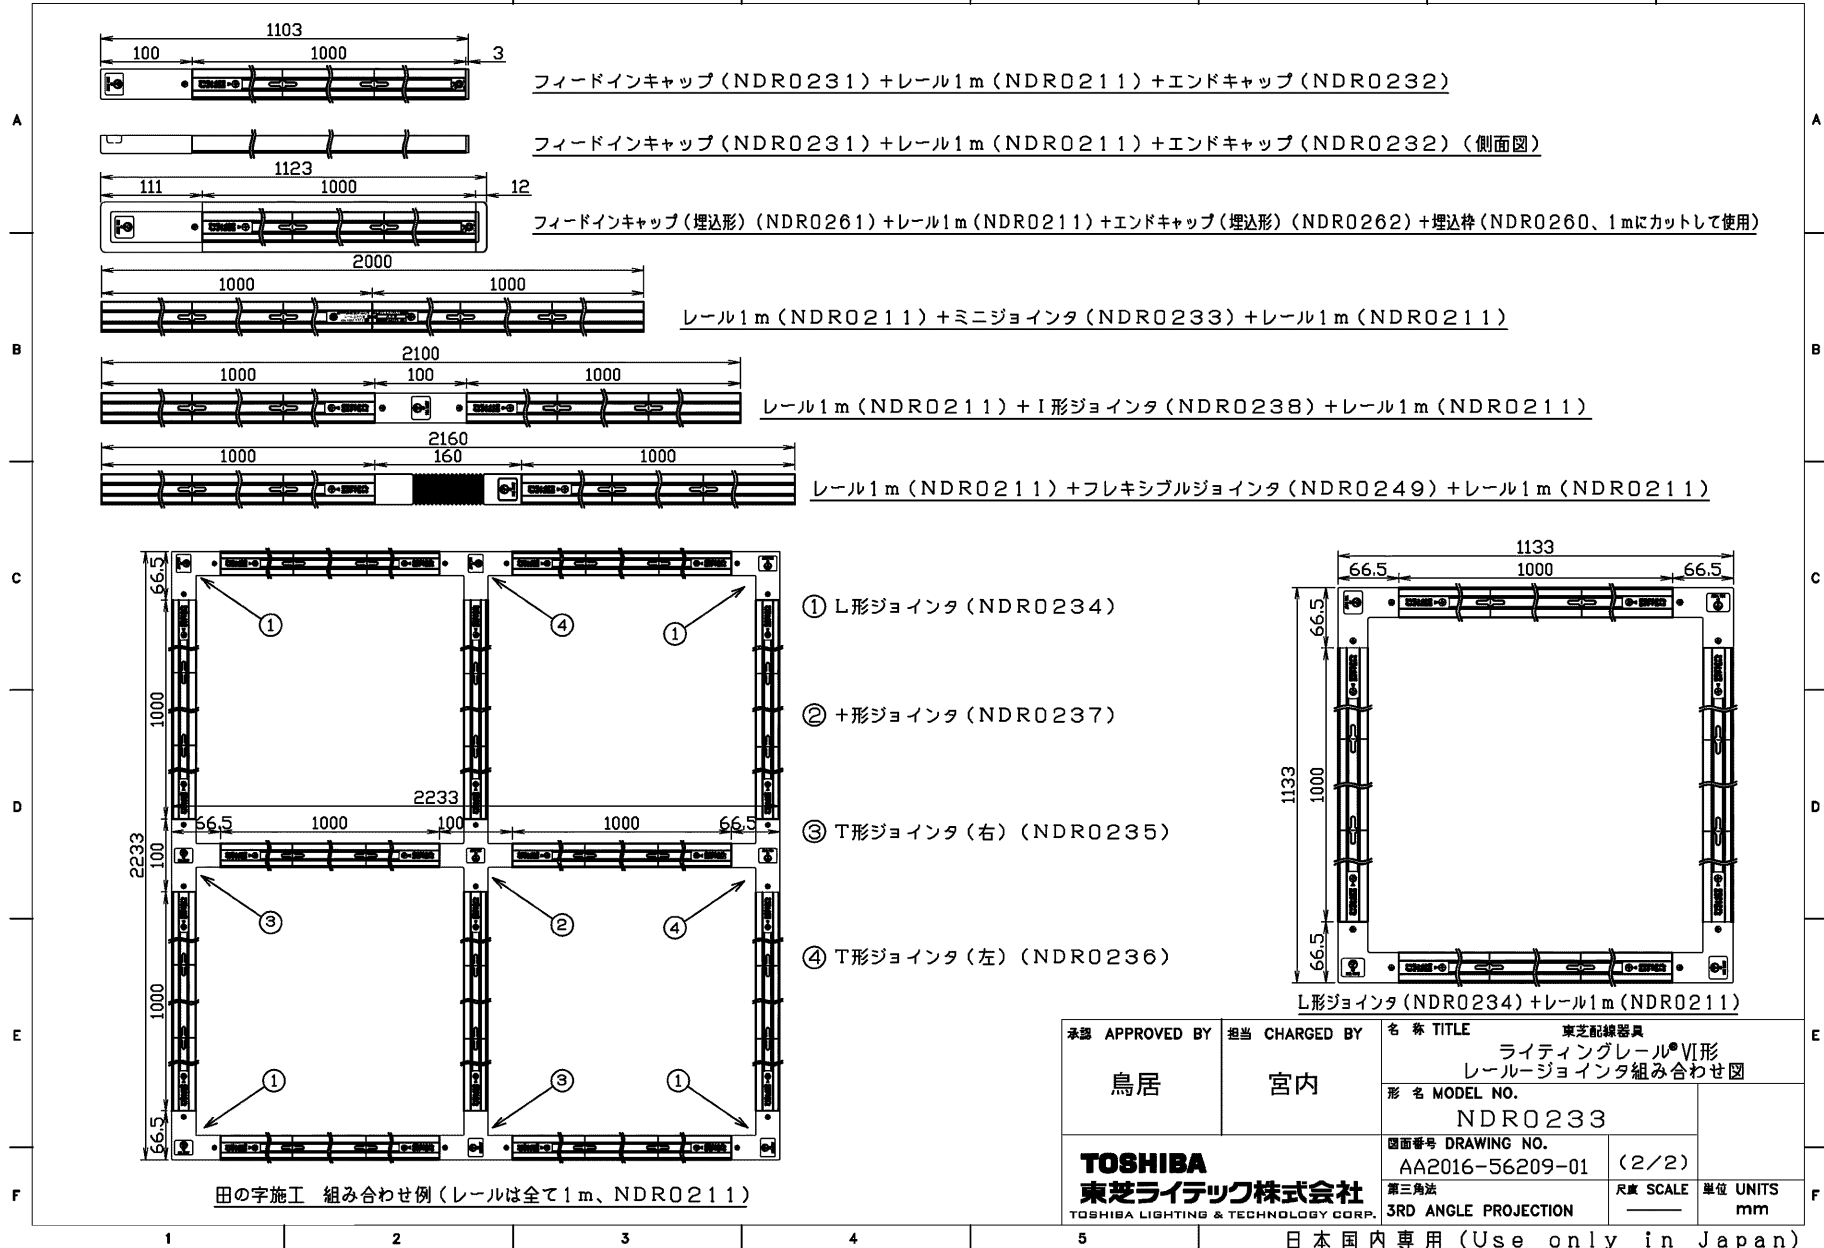 1103
100 1000 3
フィードインキャップ(NDR0231)+レール1m(NDR0211)+エンドキャップ(NDR0232)
A A
フィードインキャップ(NDR0231)+レール1m(NDR0211)+エンドキャップ(NDR0232)(側面図)
1123
111 1000 12
フィードインキャップ(埋込形)(NDR0261)+レール1m(NDR0211)+エンドキャップ(埋込形)(NDR0262)+埋込枠(NDR0260、1mにカットして使用)
2000
1000 1000
レール1m(NDR0211)+ミニジョインタ(NDR0233)+レール1m(NDR0211)
B B
2100
1000 100 1000
レール1m(NDR0211)+I形ジョインタ(NDR0238)+レール1m(NDR0211)
2160
1000 160 1000
レール1m(NDR0211)+フレキシブルジョインタ(NDR0249)+レール1m(NDR0211)
C C
66.5
① ④ ①
1000
2233
66.5 1000 100 1000 66.5
2233
100
③ ② ④
1000
① ③ ①
66.5
田の字施工 組み合わせ例(レールは全て1m、NDR0211)
① L形ジョインタ(NDR0234)
② +形ジョインタ(NDR0237)
③ T形ジョインタ(右)(NDR0235)
④ T形ジョインタ(左)(NDR0236)
1133
66.5 1000 66.5
66.5
1133
1000
66.5
L形ジョインタ(NDR0234)+レール1m(NDR0211)
D D
E E
F F
承認 APPROVED BY
鳥居
担当 CHARGED BY
宮内
名 称 TITLE
東芝配線器具
ライティングレール®VI形
レールージョインタ組み合わせ図
形 名 MODEL NO.
NDR0233
図面番号 DRAWING NO.
AA2016-56209-01
(2/2)
第三角法
3RD ANGLE PROJECTION
尺度 SCALE
単位 UNITS
mm
TOSHIBA
東芝ライテック株式会社
TOSHIBA LIGHTING & TECHNOLOGY CORP.
1 2 3 4 5
日本国内専用(Use only in Japan)